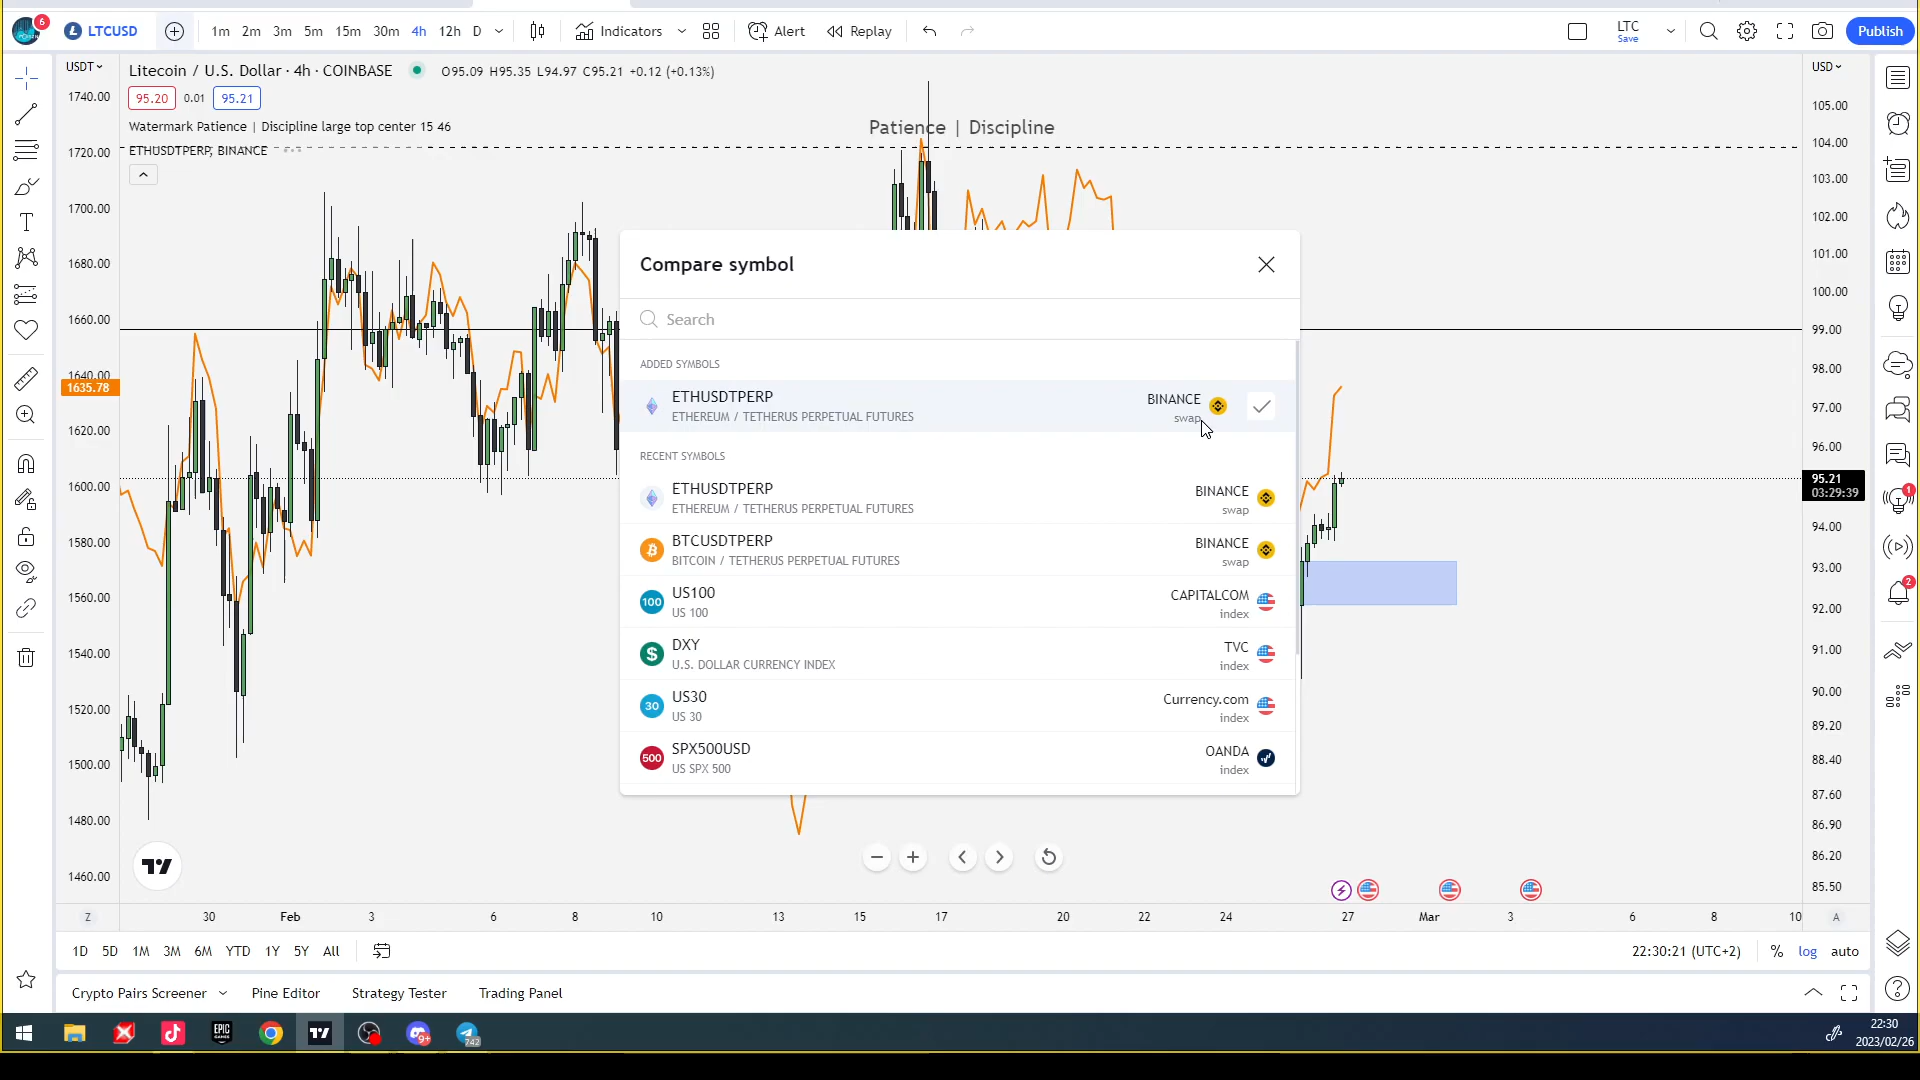 6
LTCUSD
1m 2m 3m 5m 15m 30m 4h 12h D
Indicators
Alert
Replay
LTC
Save
Publish
USDT
Litecoin / U.S. Dollar · 4h · COINBASE
O95.09 H95.35 L94.97 C95.21 +0.12 (+0.13%)
USD
95.20
0.01
95.21
Watermark Patience | Discipline large top center 15 46
ETHUSDTPERP, BINANCE
Patience | Discipline
1740.00
1720.00
1700.00
1680.00
1660.00
1640.00
1635.78
1620.00
1600.00
1580.00
1560.00
1540.00
1520.00
1500.00
1480.00
1460.00
Compare symbol
Search
ADDED SYMBOLS
ETHUSDTPERP
ETHEREUM / TETHERUS PERPETUAL FUTURES
BINANCE
swap
RECENT SYMBOLS
ETHUSDTPERP
ETHEREUM / TETHERUS PERPETUAL FUTURES
BINANCE
swap
BTCUSDTPERP
BITCOIN / TETHERUS PERPETUAL FUTURES
BINANCE
swap
100
US100
US 100
CAPITALCOM
index
DXY
U.S. DOLLAR CURRENCY INDEX
TVC
index
30
US30
US 30
Currency.com
index
500
SPX500USD
US SPX 500
OANDA
index
105.00
104.00
103.00
102.00
101.00
100.00
99.00
98.00
97.00
96.00
95.21
03:29:39
94.00
93.00
92.00
91.00
90.00
89.20
88.40
87.60
86.90
86.20
85.50
1
2
Z
30 Feb 3 6 8 10 13 15 17 20 22 24 27 Mar 3 6 8 10
A
1D 5D 1M 3M 6M YTD 1Y 5Y All
22:30:21 (UTC+2)
% log auto
Crypto Pairs Screener
Pine Editor
Strategy Tester
Trading Panel
EPIC
GAMES
9+
742
22:30
2023/02/26